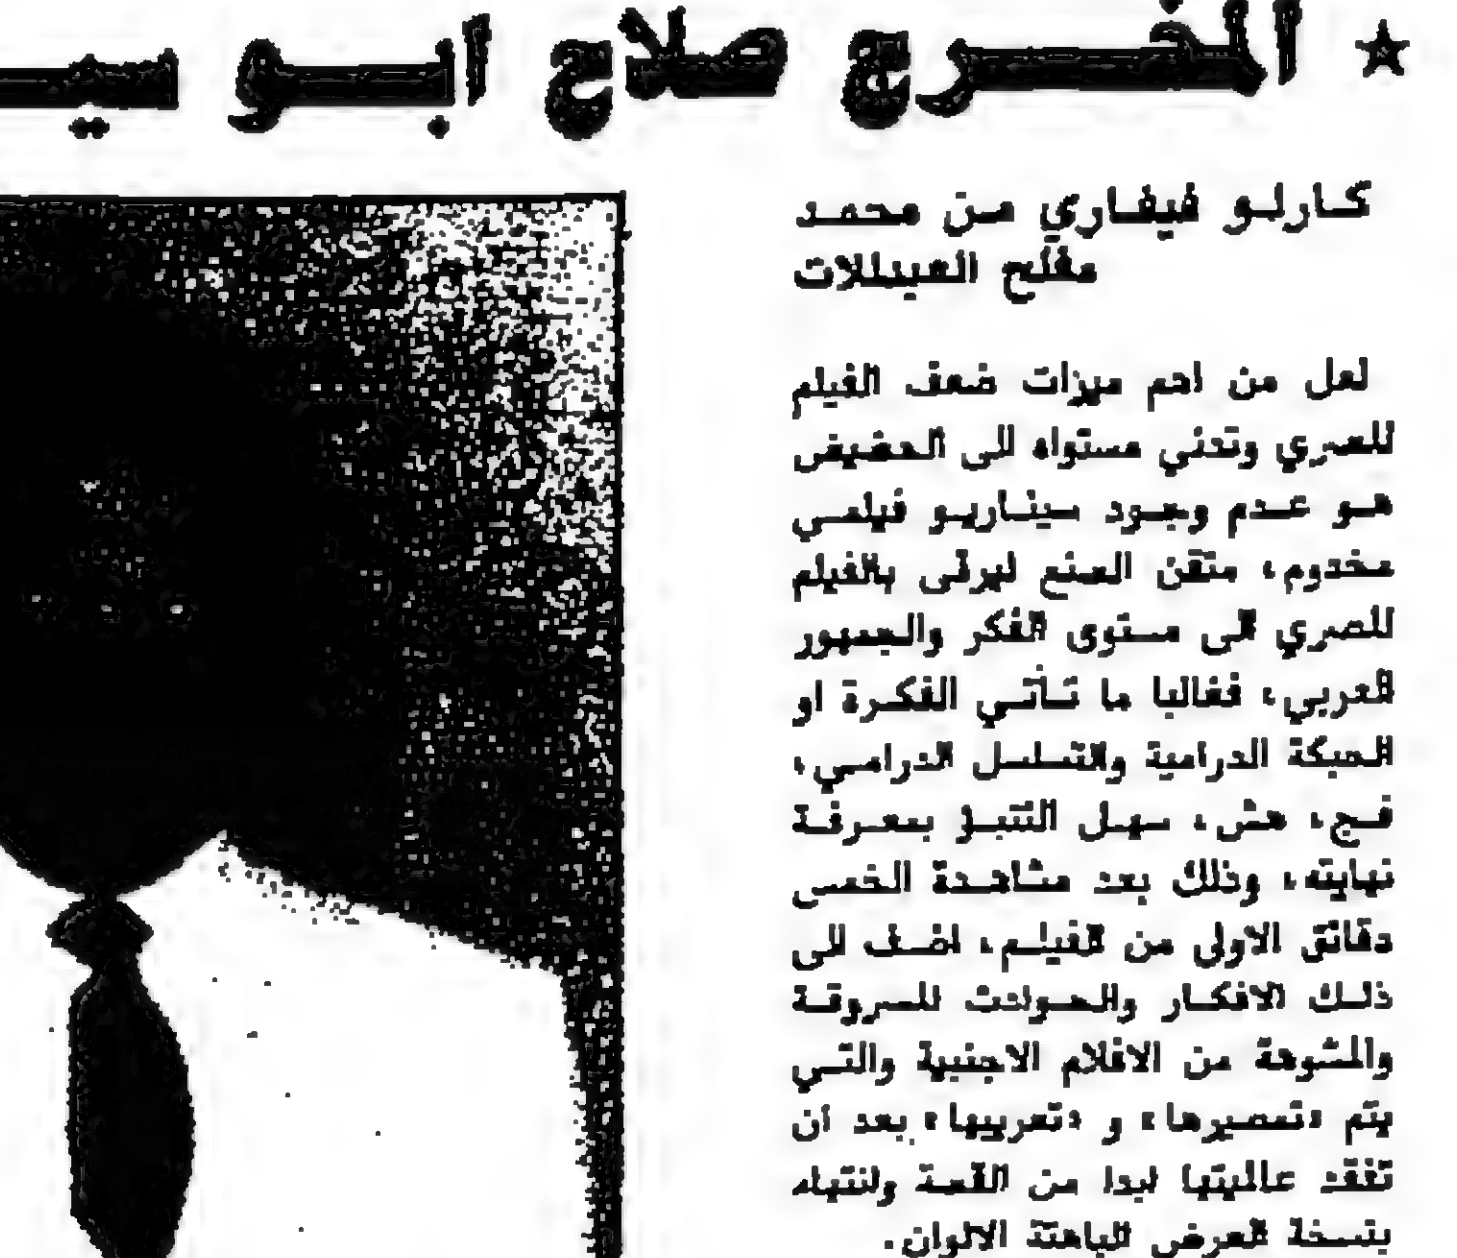 ★ المخرج صلاح ابو
كارلو فيفاري من محمد
مفلح
لعل من اهم ميزات ضعف الفيلم
المصري وتدني مستواه الى الحضيض
هو عدم وجود سيناريو فيلمي
مخدوم، متقن الصنع ليرقى بالفيلم
المصري الى مستوى الفكر والجمهور
العربي، فغالبا ما تأتي الفكرة او
الحبكة الدرامية والتسلسل الدرامي،
فج، هش، سهل التنبؤ بمعرفة
نهايته، وذلك بعد مشاهدة الخمس
دقائق الاولى من الفيلم، اضف الى
ذلك الافكار والحوادث المسروقة
والمشوهة من الافلام الاجنبية والتي
يتم «تمصيرها» و «تعريبها» بعد ان
تفقد عالميتها ابدا من القصة وانتهاء
بنسخة العرض الباهتة الالوان.